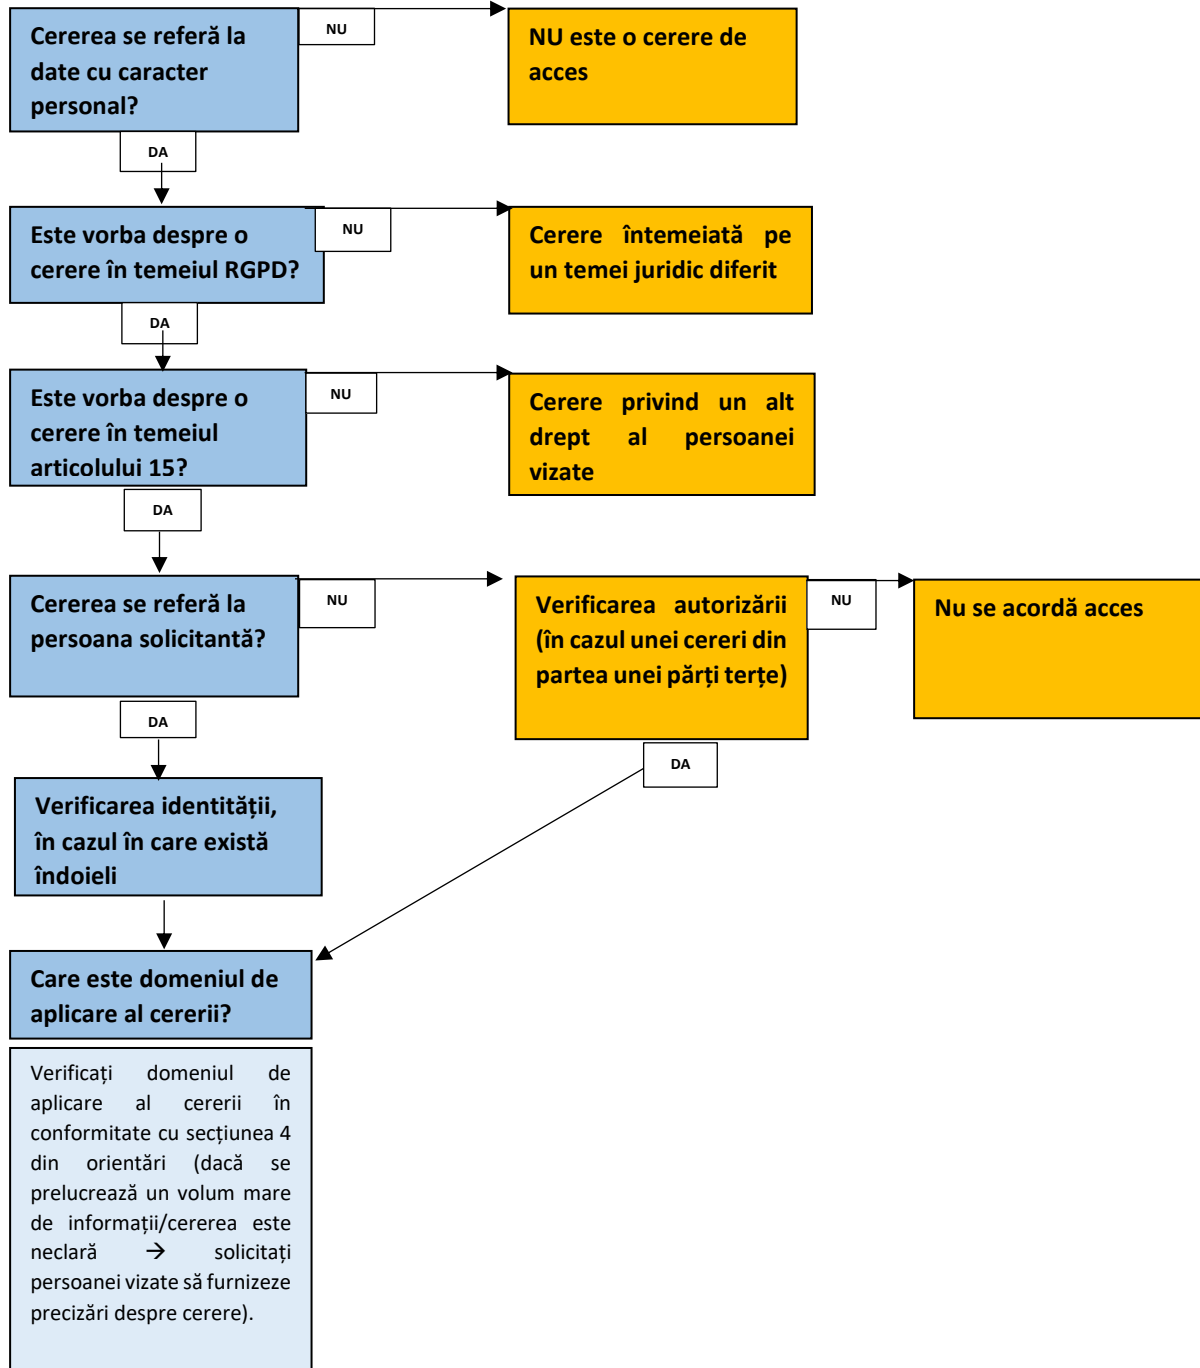 Cererea se referă la
date cu caracter
personal?
NU
NU este o cerere de
acces
DA
Este vorba despre o
cerere în temeiul RGPD?
NU
Cerere întemeiată pe
un temei juridic diferit
DA
Este vorba despre o
cerere în temeiul
articolului 15?
NU
Cerere privind un alt
drept al persoanei
vizate
DA
Cererea se referă la
persoana solicitantă?
NU
Verificarea autorizării
(în cazul unei cereri din
partea unei părți terțe)
NU
Nu se acordă acces
DA
DA
Verificarea identității,
în cazul în care există
îndoieli
Care este domeniul de
aplicare al cererii?
Verificați domeniul de
aplicare al cererii în
conformitate cu secțiunea 4
din orientări (dacă se
prelucrează un volum mare
de informații/cererea este
neclară → solicitați
persoanei vizate să furnizeze
precizări despre cerere).